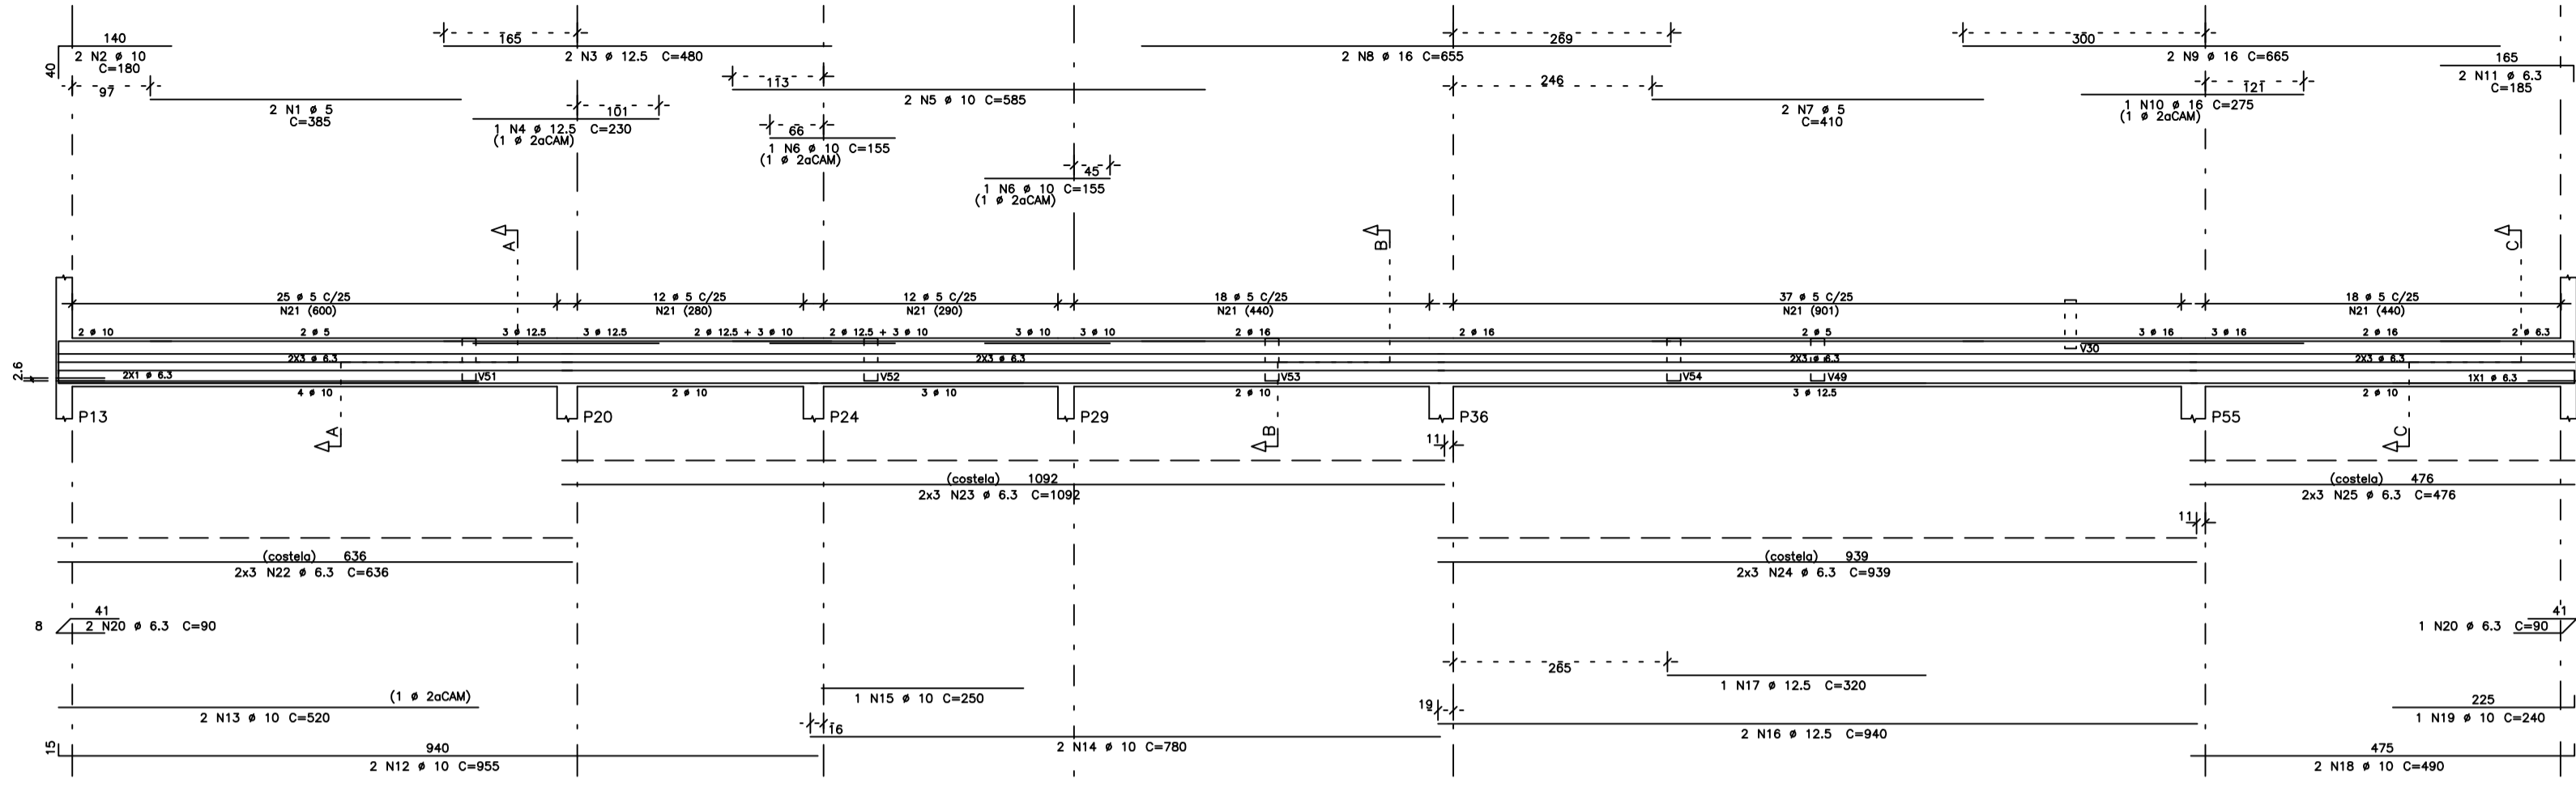 140
2 N2 ø 10
C=180
40
97
2 N1 ø 5
C=385
165
2 N3 ø 12.5 C=480
101
1 N4 ø 12.5 C=230
(1 ø 2aCAM)
113
2 N5 ø 10 C=585
66
1 N6 ø 10 C=155
(1 ø 2aCAM)
45
1 N6 ø 10 C=155
(1 ø 2aCAM)
269
2 N8 ø 16 C=655
246
2 N7 ø 5
C=410
300
2 N9 ø 16 C=665
121
1 N10 ø 16 C=275
(1 ø 2aCAM)
165
2 N11 ø 6.3
C=185
A
B
C
25 ø 5 C/25
N21 (600)
12 ø 5 C/25
N21 (280)
12 ø 5 C/25
N21 (290)
18 ø 5 C/25
N21 (440)
37 ø 5 C/25
N21 (901)
18 ø 5 C/25
N21 (440)
2 ø 10
2 ø 5
3 ø 12.5
3 ø 12.5
2 ø 12.5 + 3 ø 10
2 ø 12.5 + 3 ø 10
3 ø 10
3 ø 10
2 ø 16
2 ø 16
2 ø 5
3 ø 16
3 ø 16
2 ø 16
2 ø 6.3
V30
2X3 ø 6.3
2X3 ø 6.3
2X3 ø 6.3
2X3 ø 6.3
2.6
2X1 ø 6.3
V51
V52
V53
V54
V49
1X1 ø 6.3
4 ø 10
2 ø 10
3 ø 10
2 ø 10
3 ø 12.5
2 ø 10
P13
P20
P24
P29
P36
P55
A
B
C
11
(costela) 1092
2x3 N23 ø 6.3 C=1092
(costela) 476
2x3 N25 ø 6.3 C=476
11
(costela) 636
2x3 N22 ø 6.3 C=636
(costela) 939
2x3 N24 ø 6.3 C=939
41
8
2 N20 ø 6.3 C=90
41
1 N20 ø 6.3 C=90
265
1 N17 ø 12.5 C=320
(1 ø 2aCAM)
2 N13 ø 10 C=520
1 N15 ø 10 C=250
225
1 N19 ø 10 C=240
16
2 N14 ø 10 C=780
19
2 N16 ø 12.5 C=940
15
940
2 N12 ø 10 C=955
475
2 N18 ø 10 C=490